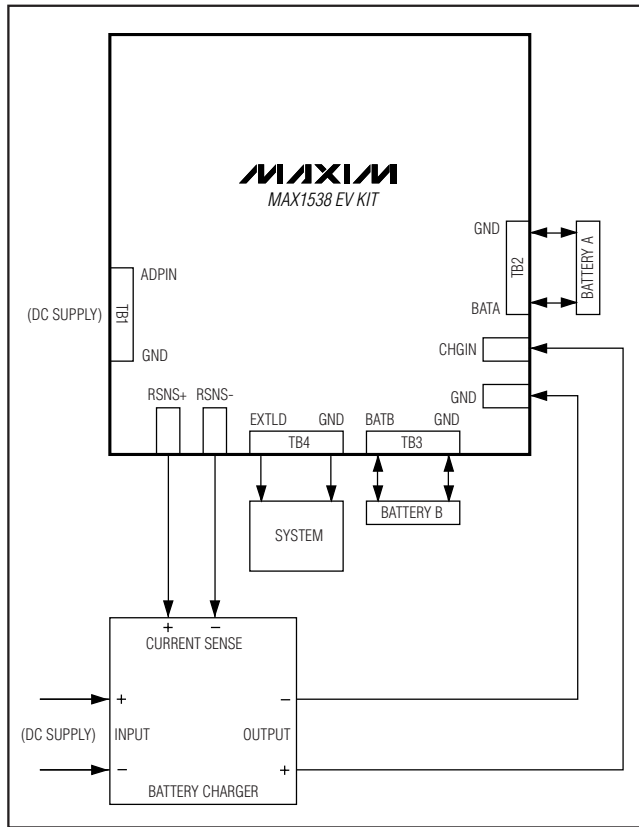 MAXIM
MAX1538 EV KIT
GND
TB2
BATTERY A
BATA
ADPIN
(DC SUPPLY)
TB1
GND
CHGIN
GND
RSNS+ RSNS-
EXTLD GND
TB4
BATB GND
TB3
SYSTEM
BATTERY B
+ −
CURRENT SENSE
+ −
(DC SUPPLY) INPUT OUTPUT
− +
BATTERY CHARGER